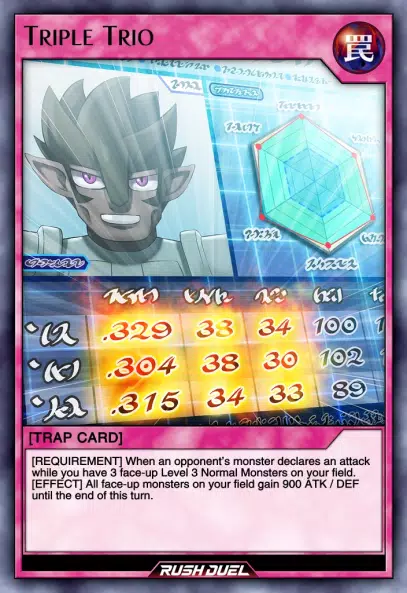 TRIPLE TRIO
罠
.329 38 34 100
.304 38 30 102
.315 34 33 89
[TRAP CARD]
[REQUIREMENT] When an opponent's monster declares an attack
while you have 3 face-up Level 3 Normal Monsters on your field.
[EFFECT] All face-up monsters on your field gain 900 ATK / DEF
until the end of this turn.
RUSH DUEL